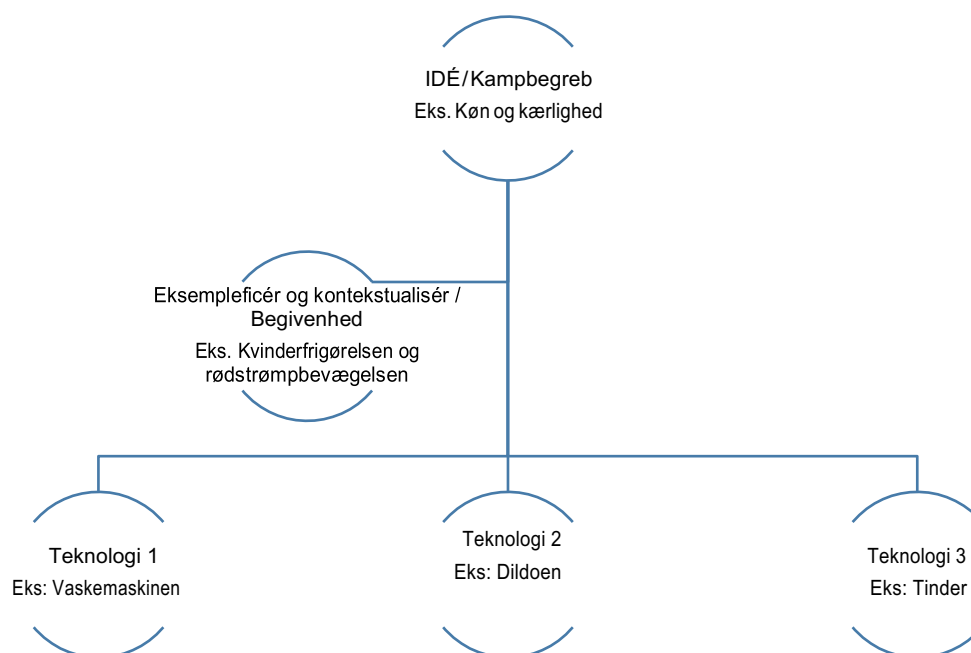 IDÉ/Kampbegreb
Eks. Køn og kærlighed
Eksempleficér og kontekstualisér /
Begivenhed
Eks. Kvinderfrigørelsen og
rødstrømpbevægelsen
Teknologi 1
Eks: Vaskemaskinen
Teknologi 2
Eks: Dildoen
Teknologi 3
Eks: Tinder